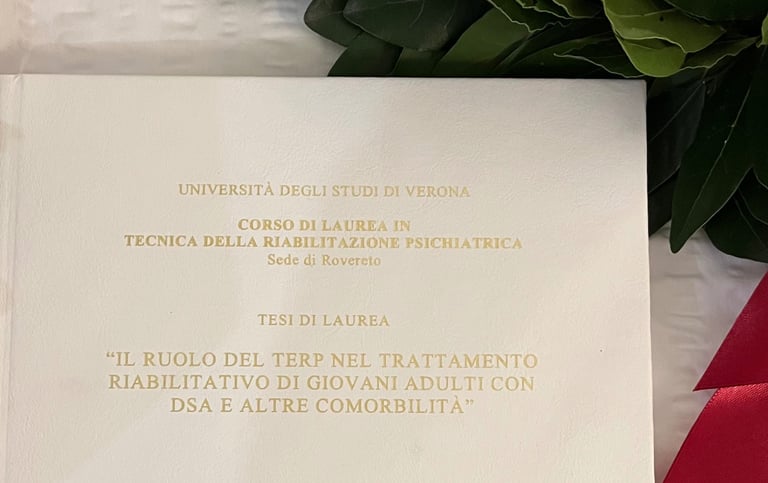 UNIVERSITÀ DEGLI STUDI DI VERONA
CORSO DI LAUREA IN
TECNICA DELLA RIABILITAZIONE PSICHIATRICA
Sede di Rovereto
TESI DI LAUREA
“IL RUOLO DEL TERP NEL TRATTAMENTO
RIABILITATIVO DI GIOVANI ADULTI CON
DSA E ALTRE COMORBILITÀ”